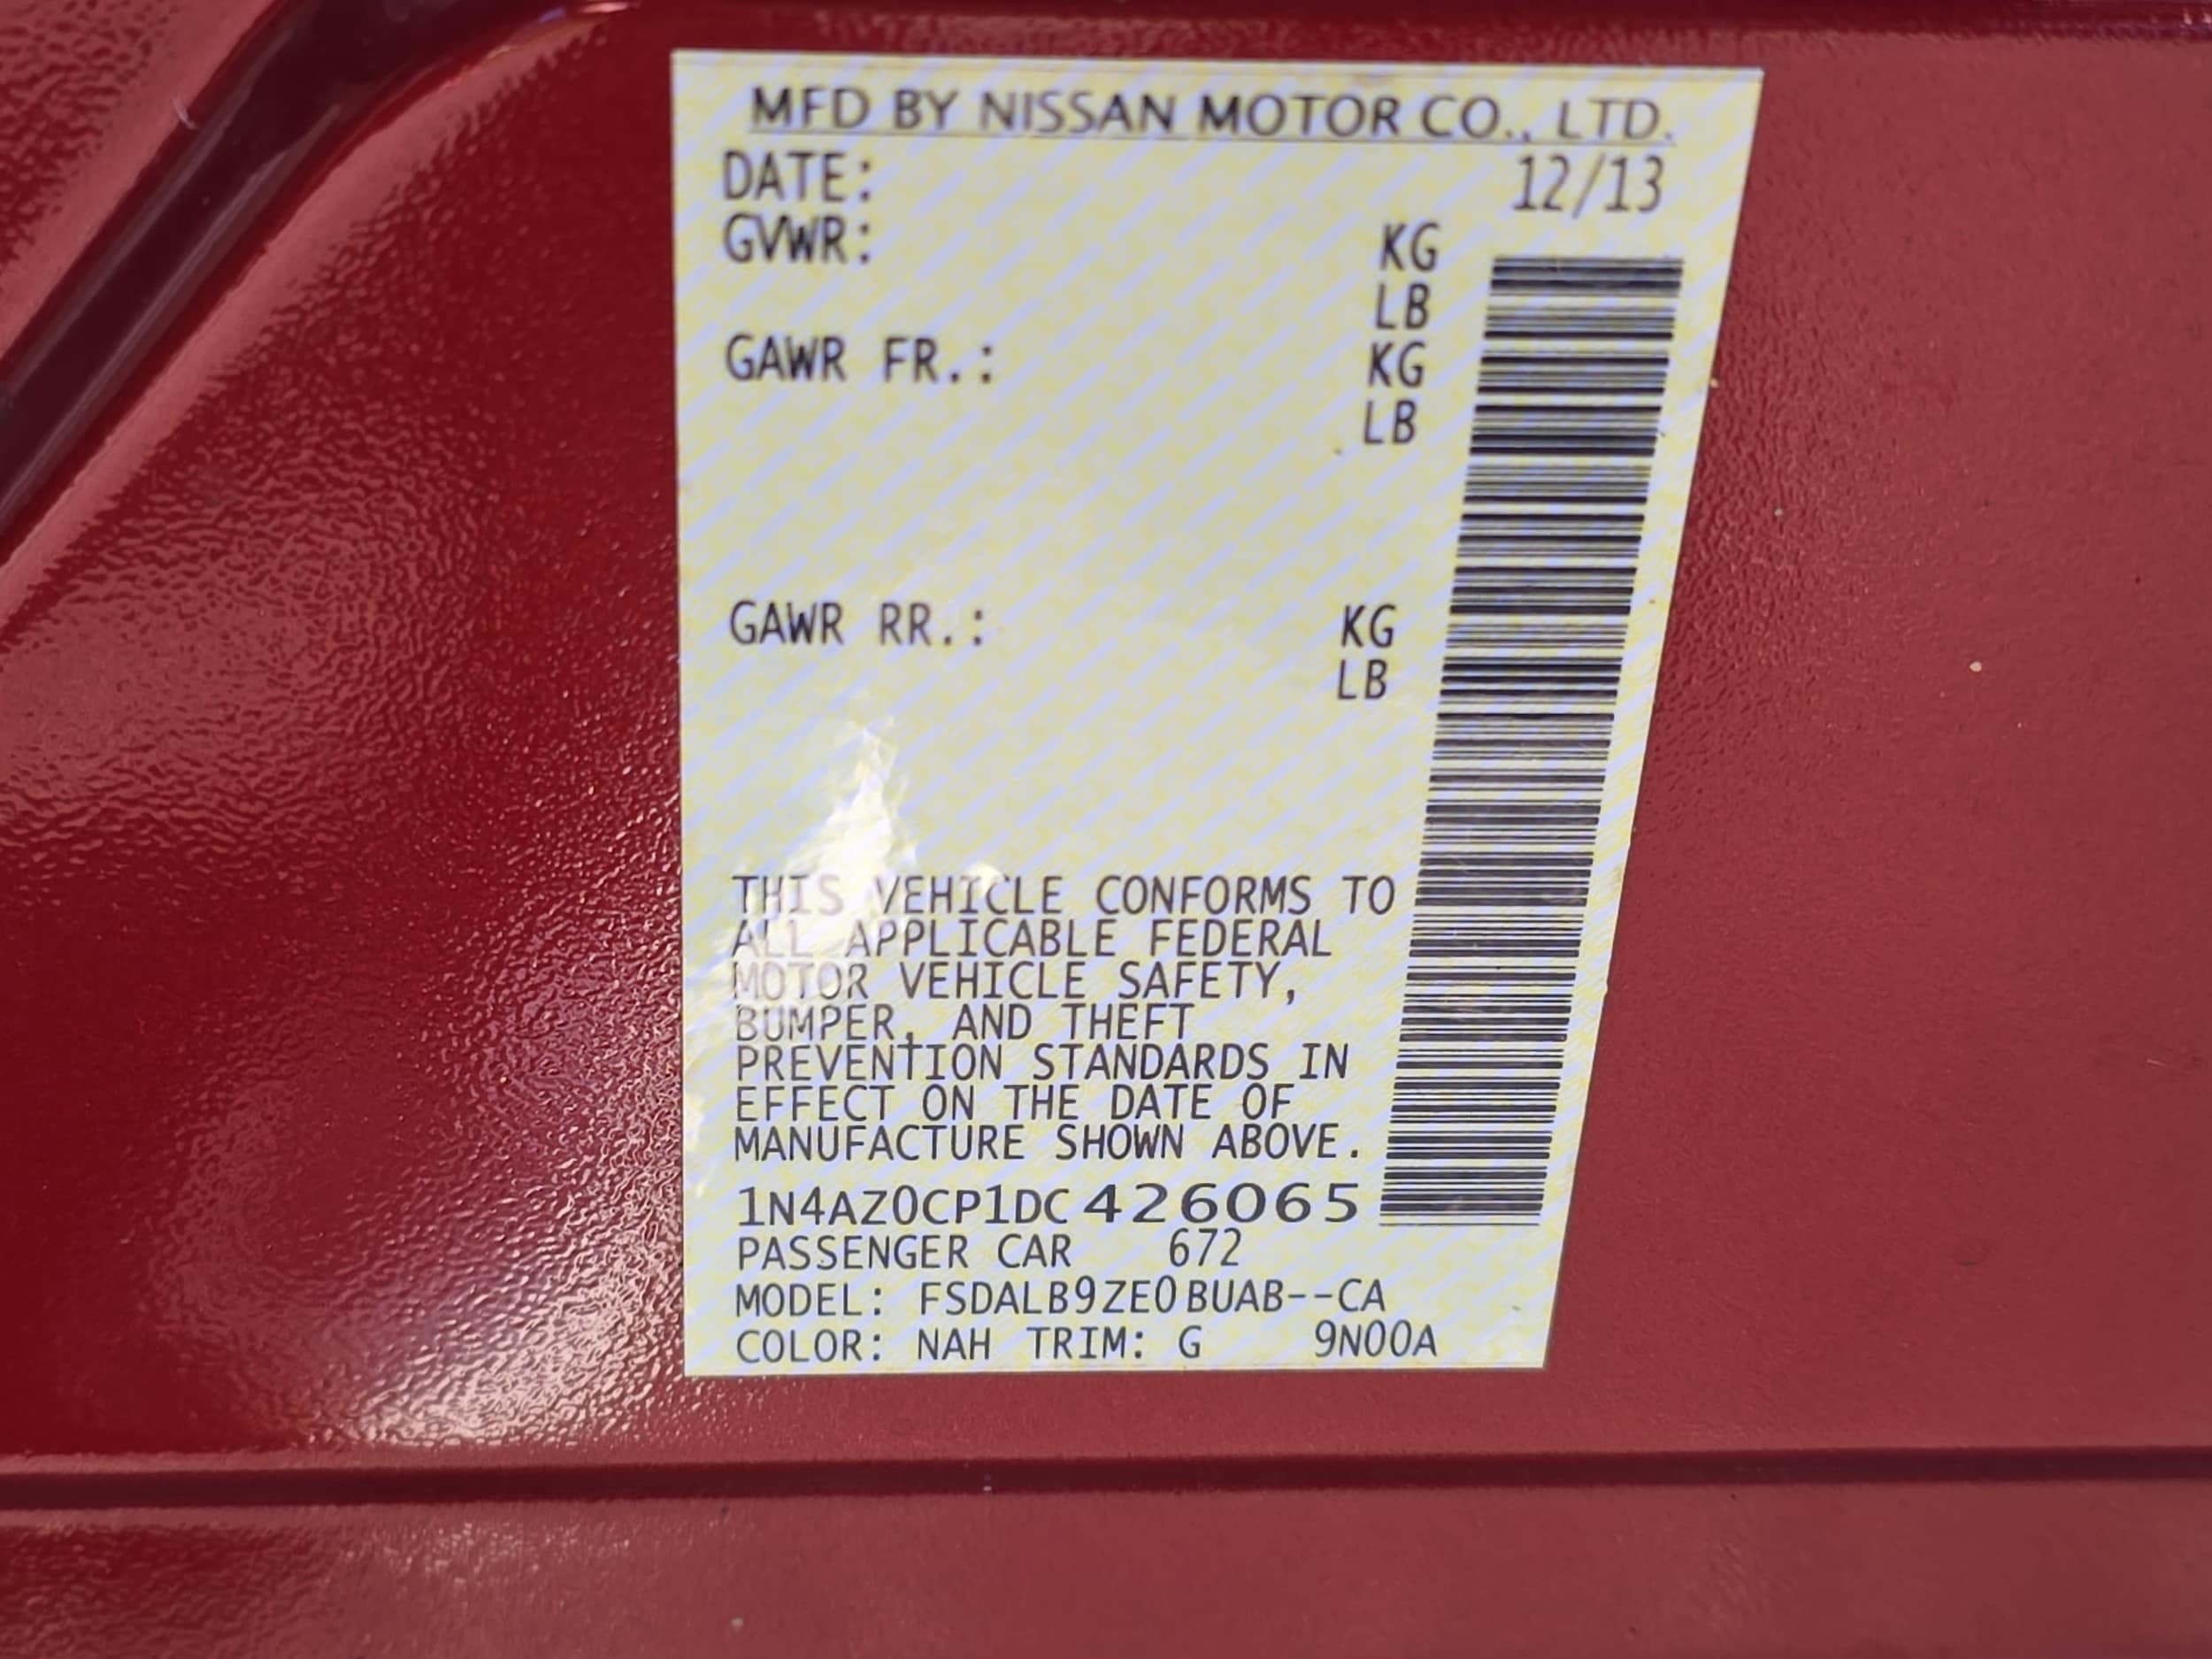 MFD BY NISSAN MOTOR CO., LTD.
DATE: 12/13
GVWR: KG
LB
GAWR FR.: KG
LB
GAWR RR.: KG
LB
THIS VEHICLE CONFORMS TO
ALL APPLICABLE FEDERAL
MOTOR VEHICLE SAFETY,
BUMPER, AND THEFT
PREVENTION STANDARDS IN
EFFECT ON THE DATE OF
MANUFACTURE SHOWN ABOVE.
1N4AZ0CP1DC426065
PASSENGER CAR 672
MODEL: FSDALB9ZE0BUAB--CA
COLOR: NAH TRIM: G 9N00A